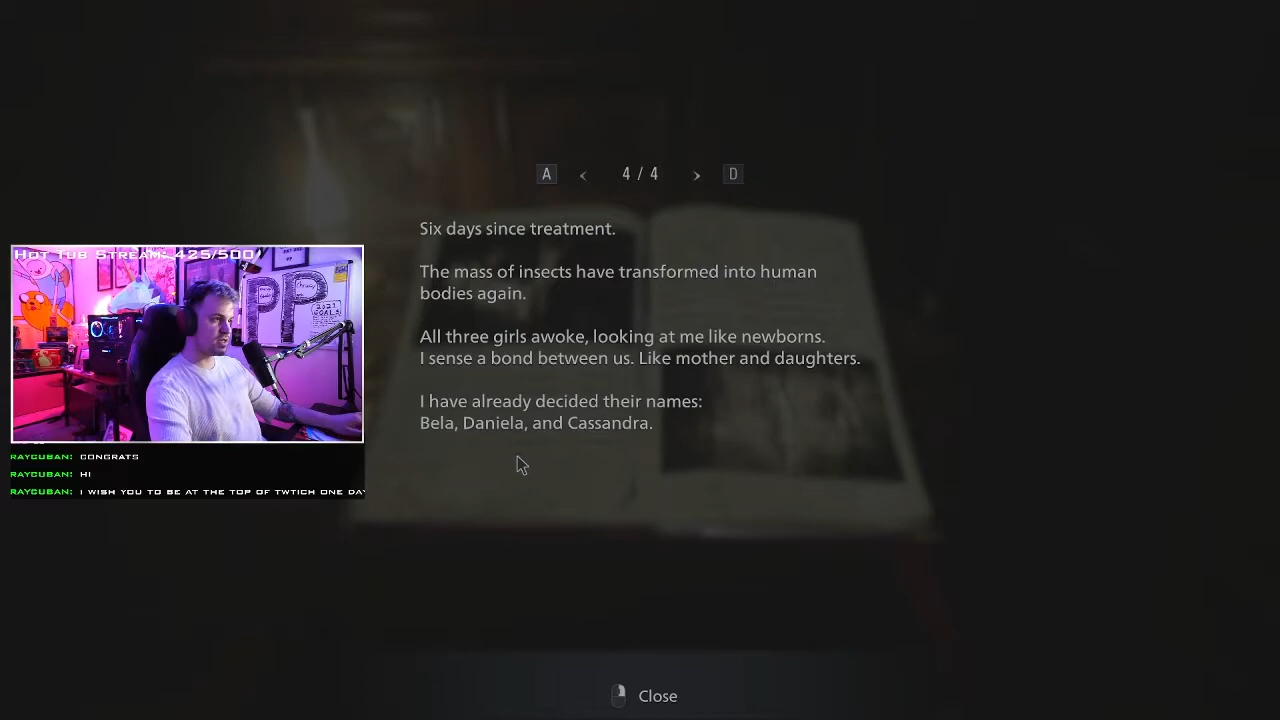 A < 4 / 4 > D
Six days since treatment.
The mass of insects have transformed into human
bodies again.
All three girls awoke, looking at me like newborns.
I sense a bond between us. Like mother and daughters.
I have already decided their names:
Bela, Daniela, and Cassandra.
Hot Tub Stream: 425/500!
PP
2021
GOALS!
RAYCUBAN: CONGRATS
RAYCUBAN: HI
RAYCUBAN: I WISH YOU TO BE AT THE TOP OF TWTICH ONE DAY
Close